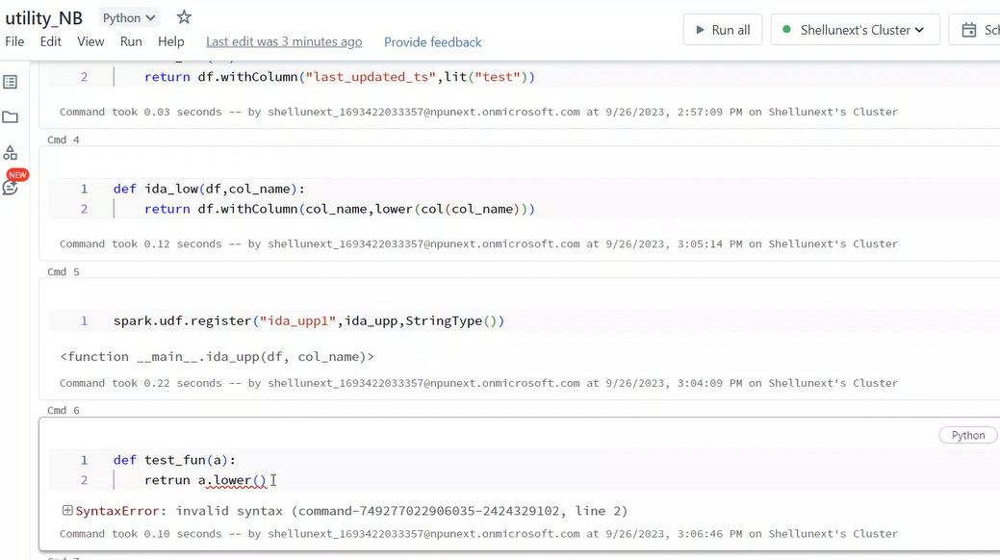 utility_NB Python
File Edit View Run Help Last edit was 3 minutes ago Provide feedback
Run all Shellunext's Cluster Sch
NEW
2 return df.withColumn("last_updated_ts",lit("test"))
Command took 0.03 seconds -- by shellunext_1693422033357@npunext.onmicrosoft.com at 9/26/2023, 2:57:09 PM on Shellunext's Cluster
Cmd 4
1 def ida_low(df,col_name):
2 return df.withColumn(col_name,lower(col(col_name)))
Command took 0.12 seconds -- by shellunext_1693422033357@npunext.onmicrosoft.com at 9/26/2023, 3:05:14 PM on Shellunext's Cluster
Cmd 5
1 spark.udf.register("ida_upp1",ida_upp,StringType())
<function __main__.ida_upp(df, col_name)>
Command took 0.22 seconds -- by shellunext_1693422033357@npunext.onmicrosoft.com at 9/26/2023, 3:04:09 PM on Shellunext's Cluster
Cmd 6
Python
1 def test_fun(a):
2 retrun a.lower()
SyntaxError: invalid syntax (command-749277022906035-2424329102, line 2)
Command took 0.10 seconds -- by shellunext_1693422033357@npunext.onmicrosoft.com at 9/26/2023, 3:06:46 PM on Shellunext's Cluster